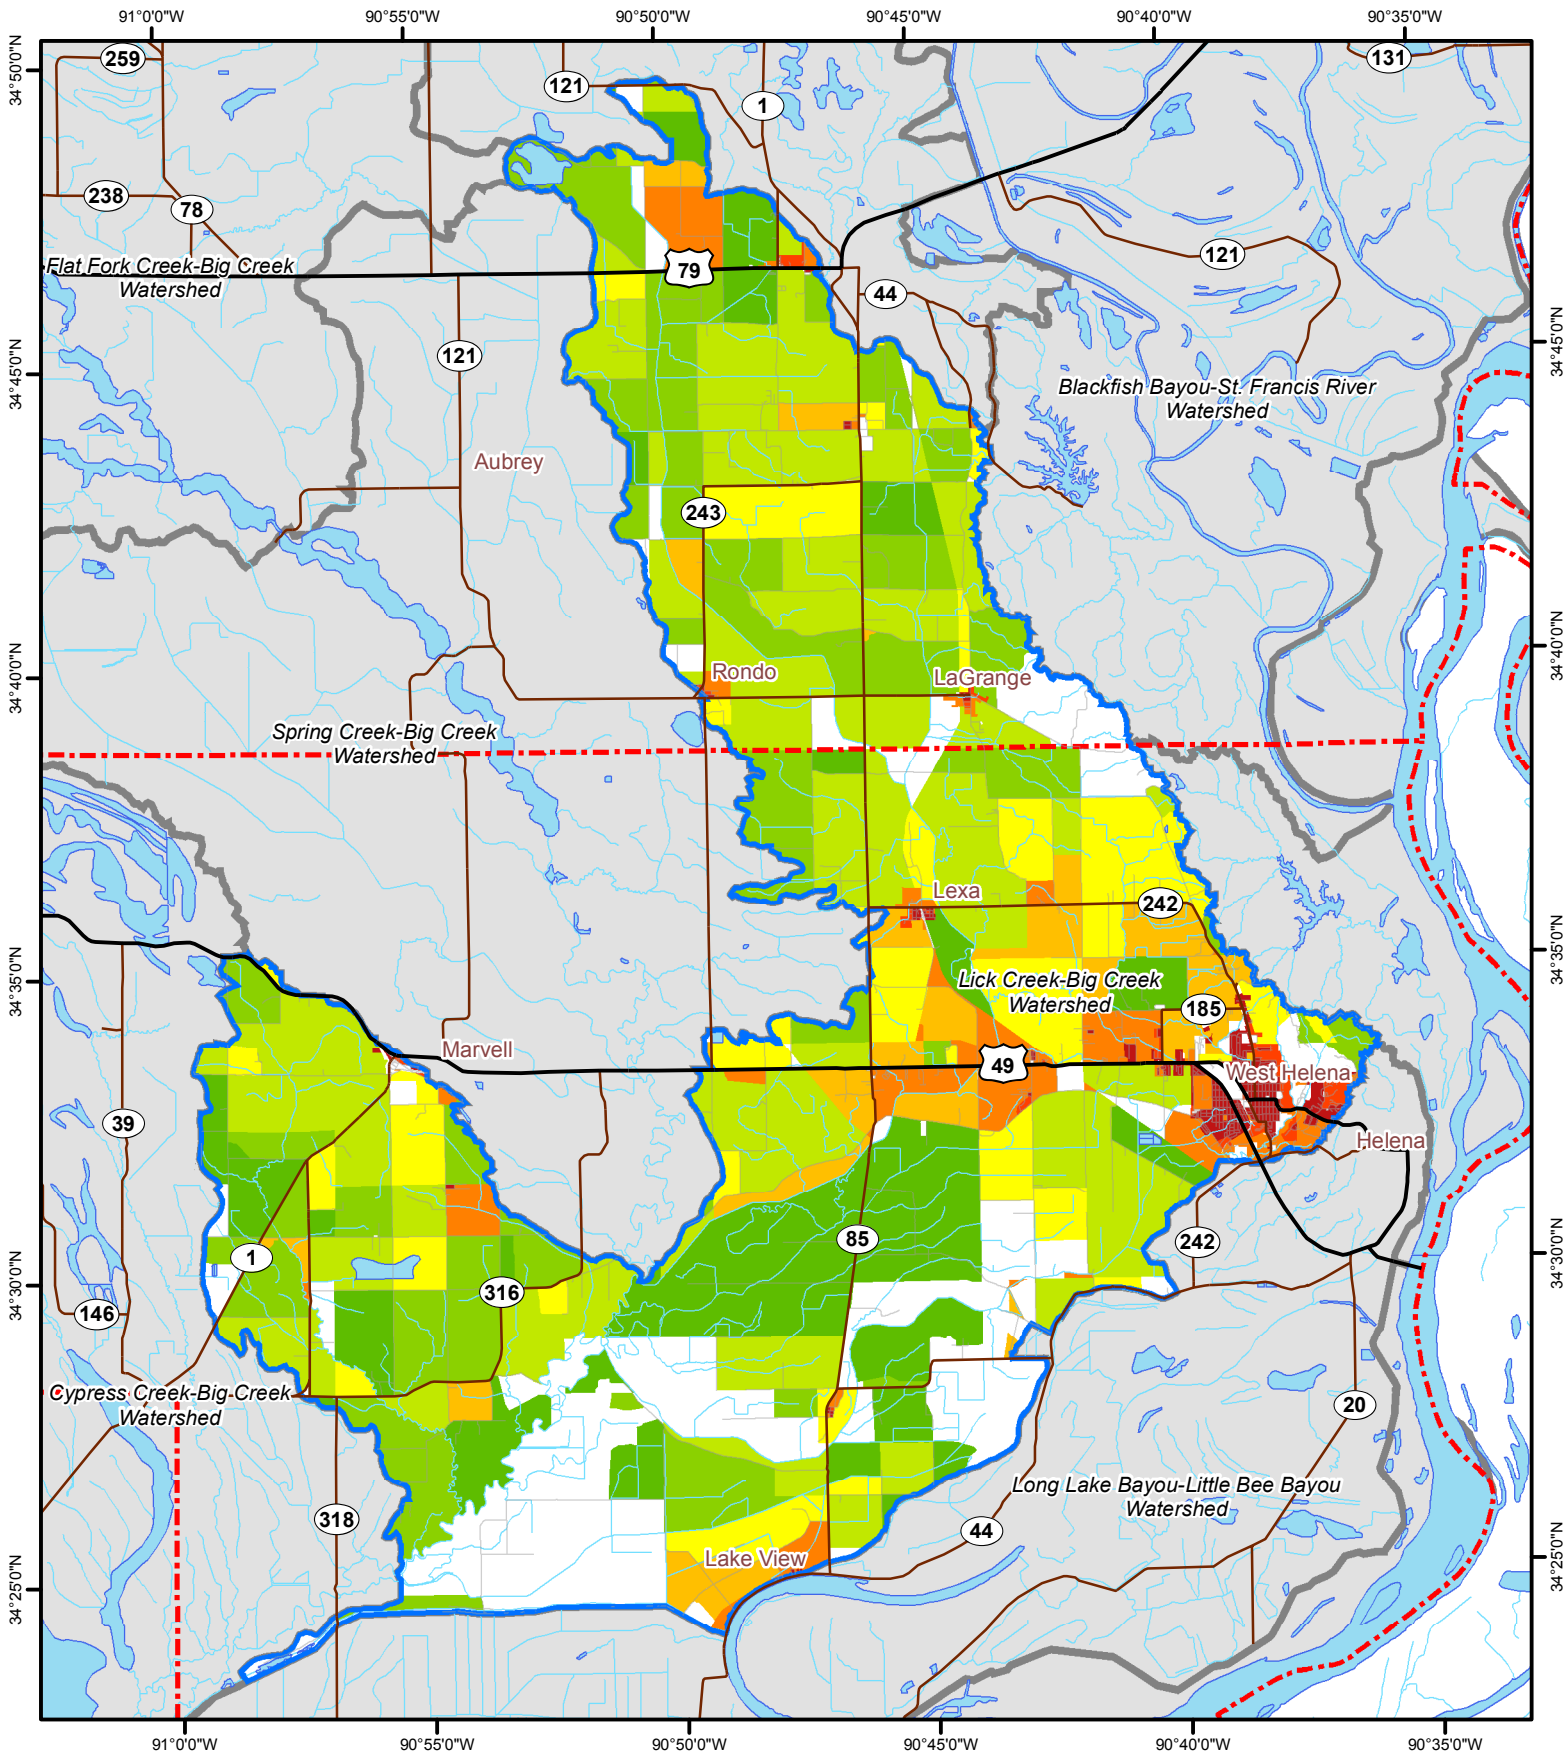 91°0'0"W 90°55'0"W 90°50'0"W 90°45'0"W 90°40'0"W 90°35'0"W
34°50'0"N
259
121
1
131
238
78
121
Flat Fork Creek-Big Creek
Watershed
79
44
34°45'0"N
121
34°45'0"N
Blackfish Bayou-St. Francis River
Watershed
Aubrey
243
34°40'0"N
34°40'0"N
Rondo
LaGrange
Spring Creek-Big Creek
Watershed
Lexa
242
34°35'0"N
34°35'0"N
Lick Creek-Big Creek
Watershed
185
Marvell
49
West Helena
39
Helena
85
242
1
34°30'0"N
34°30'0"N
316
146
Cypress Creek-Big Creek
Watershed
20
Long Lake Bayou-Little Bee Bayou
Watershed
318
44
Lake View
34°25'0"N
34°25'0"N
91°0'0"W 90°55'0"W 90°50'0"W 90°45'0"W 90°40'0"W 90°35'0"W